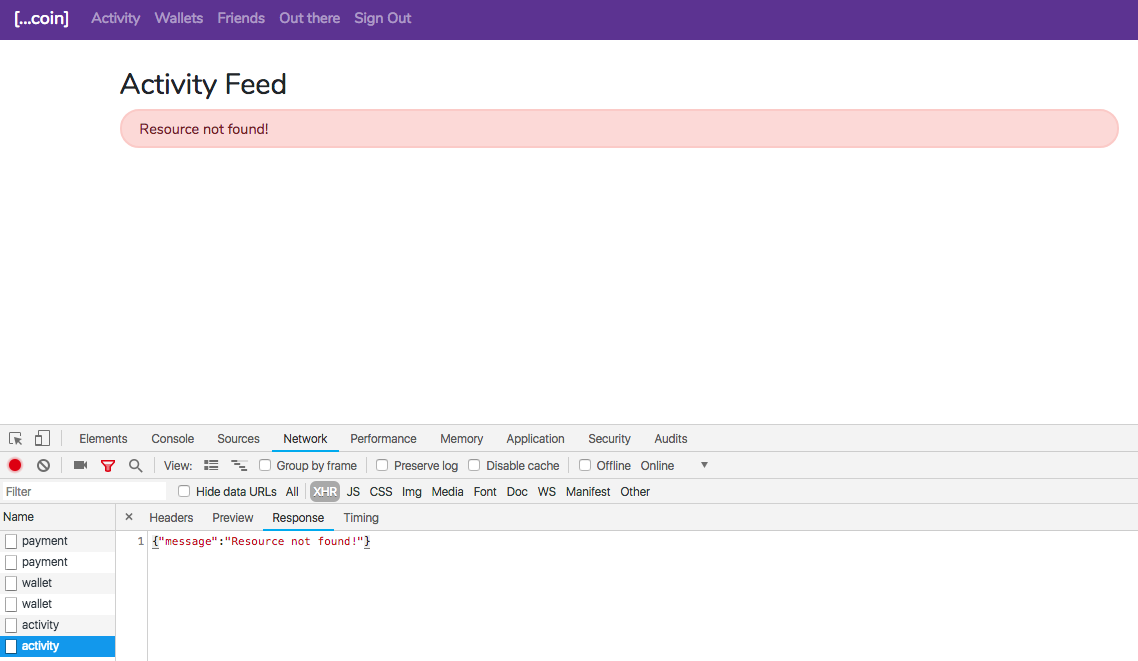 [...coin] Activity Wallets Friends Out there Sign Out
Activity Feed
Resource not found!
Elements Console Sources Network Performance Memory Application Security Audits
View: Group by frame Preserve log Disable cache Offline Online ▼
Filter Hide data URLs All XHR JS CSS Img Media Font Doc WS Manifest Other
Name × Headers Preview Response Timing
payment 1 {"message":"Resource not found!"}
payment
wallet
wallet
activity
activity